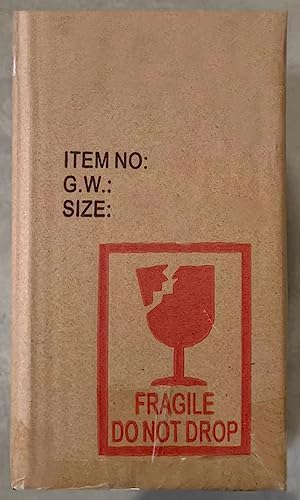 ITEM NO:
G.W.:
SIZE:
FRAGILE
DO NOT DROP